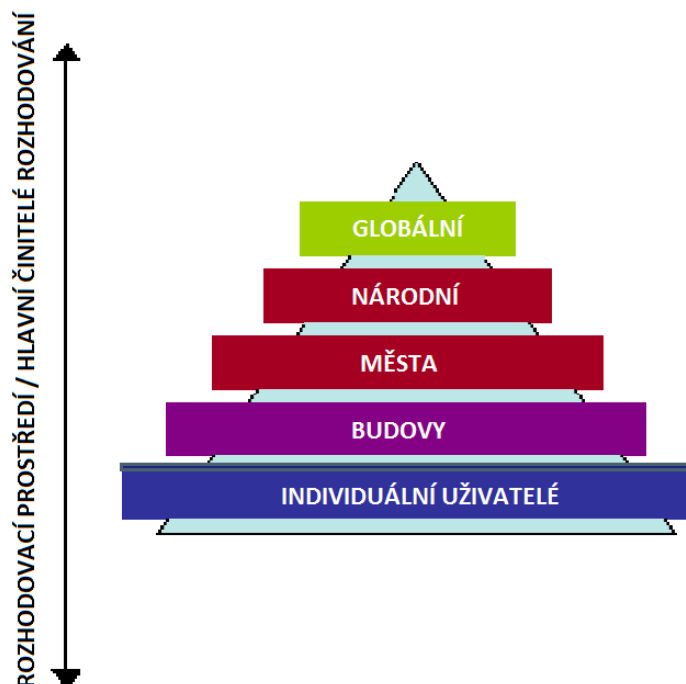 ROZHODOVACÍ PROSTŘEDÍ / HLAVNÍ ČINITELÉ ROZHODOVÁNÍ
GLOBÁLNÍ
NÁRODNÍ
MĚSTA
BUDOVY
INDIVIDUÁLNÍ UŽIVATELÉ